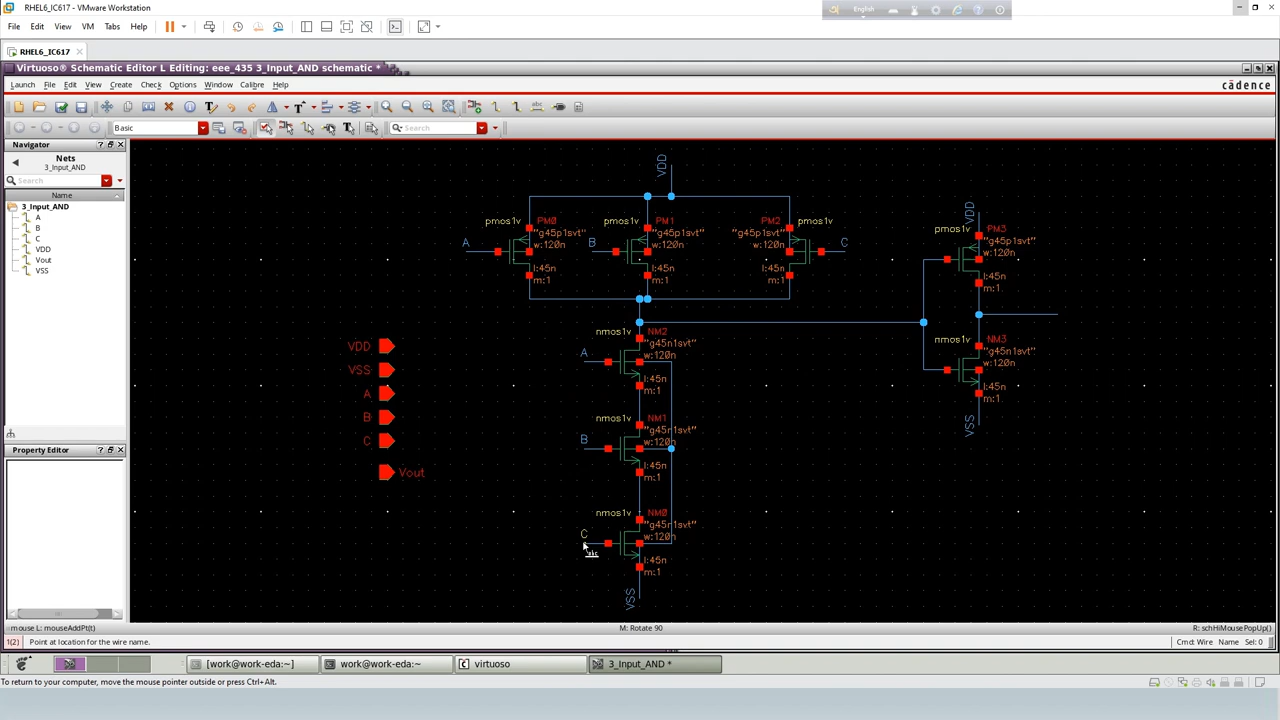 RHEL6_IC617 - VMware Workstation
English
File Edit View VM Tabs Help
RHEL6_IC617
Virtuoso® Schematic Editor L Editing: eee_435 3_Input_AND schematic *
Launch File Edit View Create Check Options Window Calibre Help
cādence
Basic
Search
Navigator
Nets
3_Input_AND
Search
Name
3_Input_AND
A
B
C
VDD
Vout
VSS
Property Editor
VDD
pmos1v PM0
"g45p1svt"
w:120n
l:45n
m:1
A
pmos1v PM1
"g45p1svt"
w:120n
l:45n
m:1
B
PM2 pmos1v
"g45p1svt"
w:120n
l:45n
m:1
C
VDD
pmos1v PM3
"g45p1svt"
w:120n
l:45n
m:1
nmos1v NM2
"g45n1svt"
w:120n
l:45n
m:1
A
nmos1v NM3
"g45n1svt"
w:120n
l:45n
m:1
VSS
VDD
VSS
A
B
C
Vout
nmos1v NM1
"g45n1svt"
w:120n
l:45n
m:1
B
nmos1v NM0
"g45n1svt"
w:120n
l:45n
m:1
C
VSS
mouse L: mouseAddPt(t) M: Rotate 90 R: schHiMousePopUp()
1(2) Point at location for the wire name. Cmd: Wire Name Sel: 0
[work@work-eda:~] work@work-eda:~ virtuoso 3_Input_AND *
To return to your computer, move the mouse pointer outside or press Ctrl+Alt.